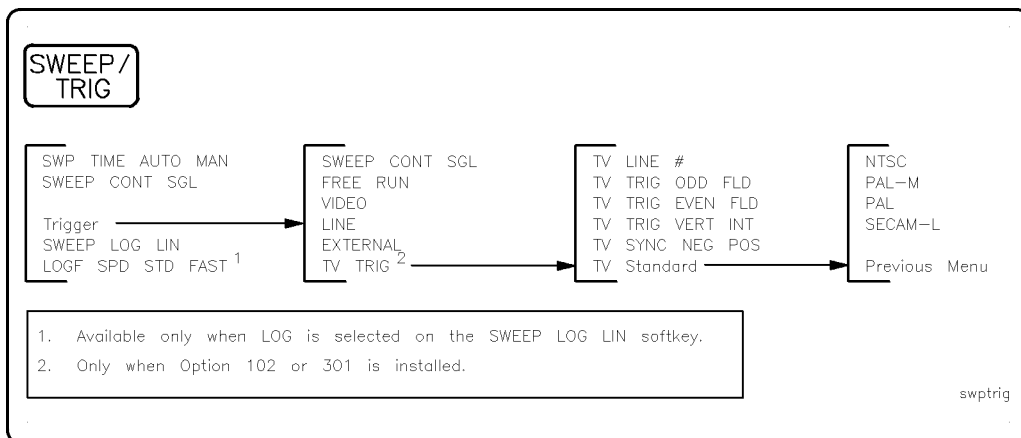 SWEEP/
TRIG
SWP TIME AUTO MAN
SWEEP CONT SGL
Trigger
SWEEP LOG LIN
LOGF SPD STD FAST 1
SWEEP CONT SGL
FREE RUN
VIDEO
LINE
EXTERNAL
TV TRIG 2
TV LINE #
TV TRIG ODD FLD
TV TRIG EVEN FLD
TV TRIG VERT INT
TV SYNC NEG POS
TV Standard
NTSC
PAL-M
PAL
SECAM-L
Previous Menu
1. Available only when LOG is selected on the SWEEP LOG LIN softkey.
2. Only when Option 102 or 301 is installed.
swptrig